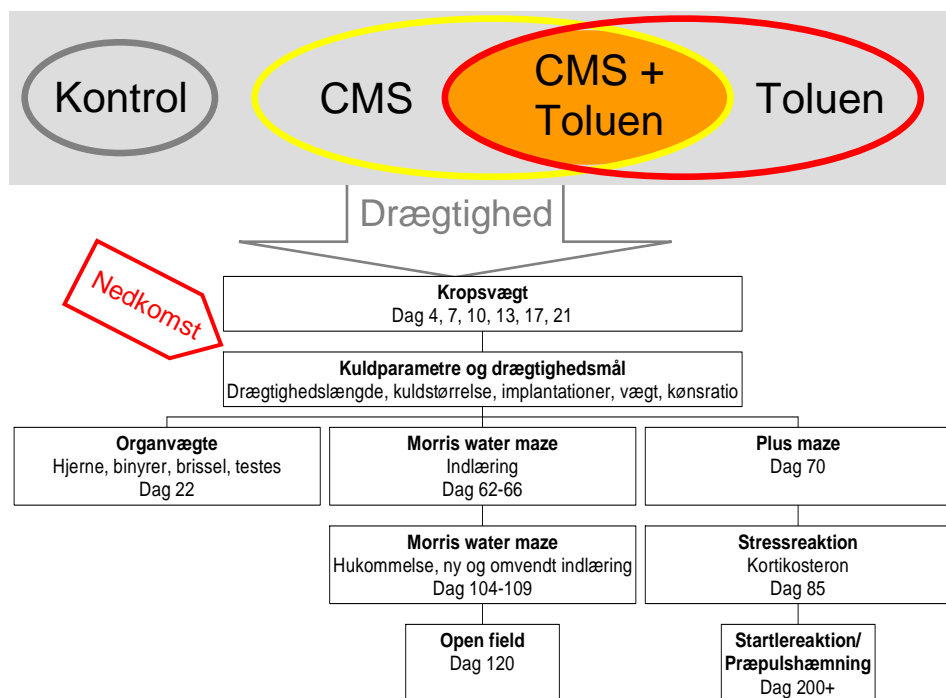 Kontrol
CMS
CMS +
Toluen
Toluen
Drægtighed
Nedkomst
Kropsvægt
Dag 4, 7, 10, 13, 17, 21
Kuldparametre og drægtighedsmål
Drægtighedslængde, kuldstørrelse, implantationer, vægt, kønsratio
Organvægte
Hjerne, binyrer, brissel, testes
Dag 22
Morris water maze
Indlæring
Dag 62-66
Plus maze
Dag 70
Morris water maze
Hukommelse, ny og omvendt indlæring
Dag 104-109
Stressreaktion
Kortikosteron
Dag 85
Open field
Dag 120
Startlereaktion/
Præpulshæmning
Dag 200+